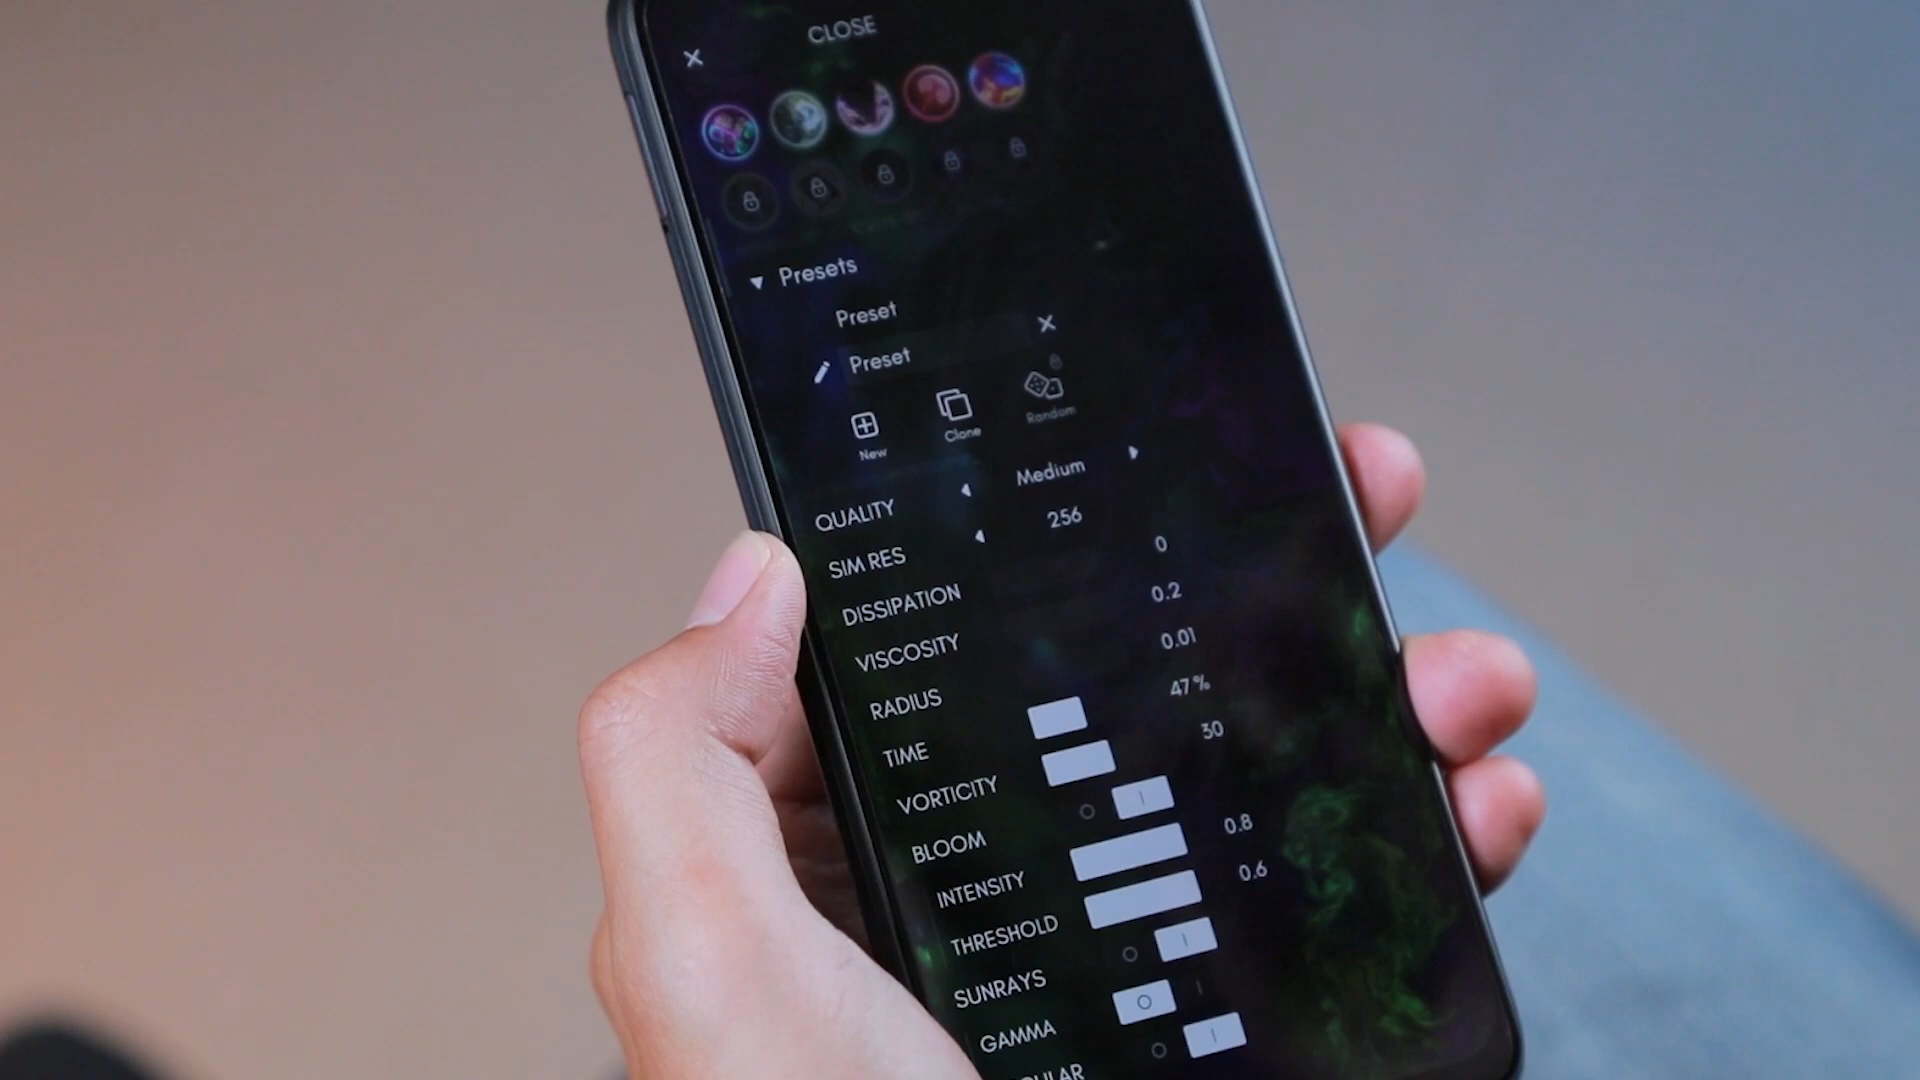 CLOSE
Presets
Preset
Preset
New Clone Random
QUALITY Medium
SIM RES 256
DISSIPATION 0
VISCOSITY 0.2
RADIUS 0.01
TIME 47%
VORTICITY 30
BLOOM
INTENSITY 0.8
THRESHOLD 0.6
SUNRAYS
GAMMA